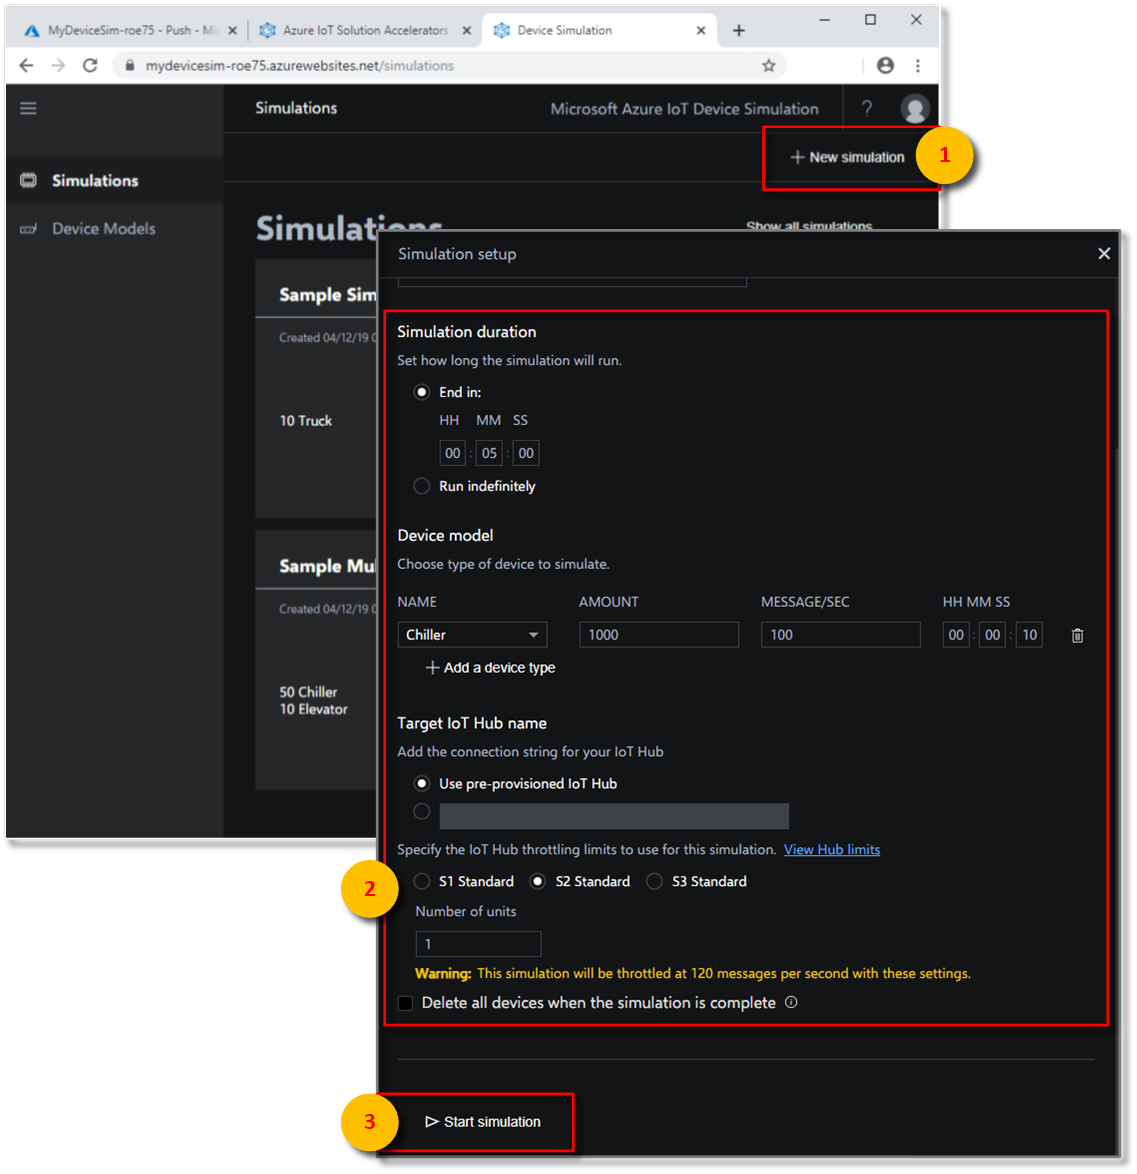 MyDeviceSim-roe75 - Push - Mi
Azure IoT Solution Accelerators
Device Simulation
mydevicesim-roe75.azurewebsites.net/simulations
Simulations
Microsoft Azure IoT Device Simulation
?
+ New simulation
1
Simulations
Device Models
Simulations
Show all simulations
Simulation setup
Sample Sim
Created 04/12/19 0
10 Truck
Sample Mul
Created 04/12/19 0
50 Chiller
10 Elevator
Simulation duration
Set how long the simulation will run.
End in:
HH MM SS
00 : 05 : 00
Run indefinitely
Device model
Choose type of device to simulate.
NAME AMOUNT MESSAGE/SEC HH MM SS
Chiller 1000 100 00 : 00 : 10
+ Add a device type
Target IoT Hub name
Add the connection string for your IoT Hub
Use pre-provisioned IoT Hub
Specify the IoT Hub throttling limits to use for this simulation. View Hub limits
2
S1 Standard S2 Standard S3 Standard
Number of units
1
Warning: This simulation will be throttled at 120 messages per second with these settings.
Delete all devices when the simulation is complete
3
Start simulation